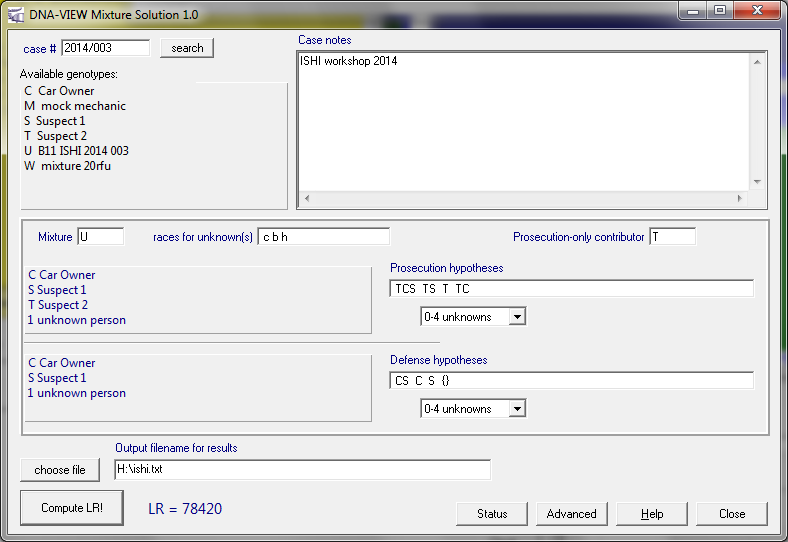 DNA-VIEW Mixture Solution 1.0
case # 2014/003 search
Case notes
ISHI workshop 2014
Available genotypes:
C Car Owner
M mock mechanic
S Suspect 1
T Suspect 2
U B11 ISHI 2014 003
W mixture 20rfu
Mixture U races for unknown(s) c b h Prosecution-only contributor T
C Car Owner
S Suspect 1
T Suspect 2
1 unknown person
Prosecution hypotheses
TCS TS T TC
0-4 unknowns
C Car Owner
S Suspect 1
1 unknown person
Defense hypotheses
CS C S {}
0-4 unknowns
Output filename for results
choose file H:\ishi.txt
Compute LR! LR = 78420 Status Advanced Help Close